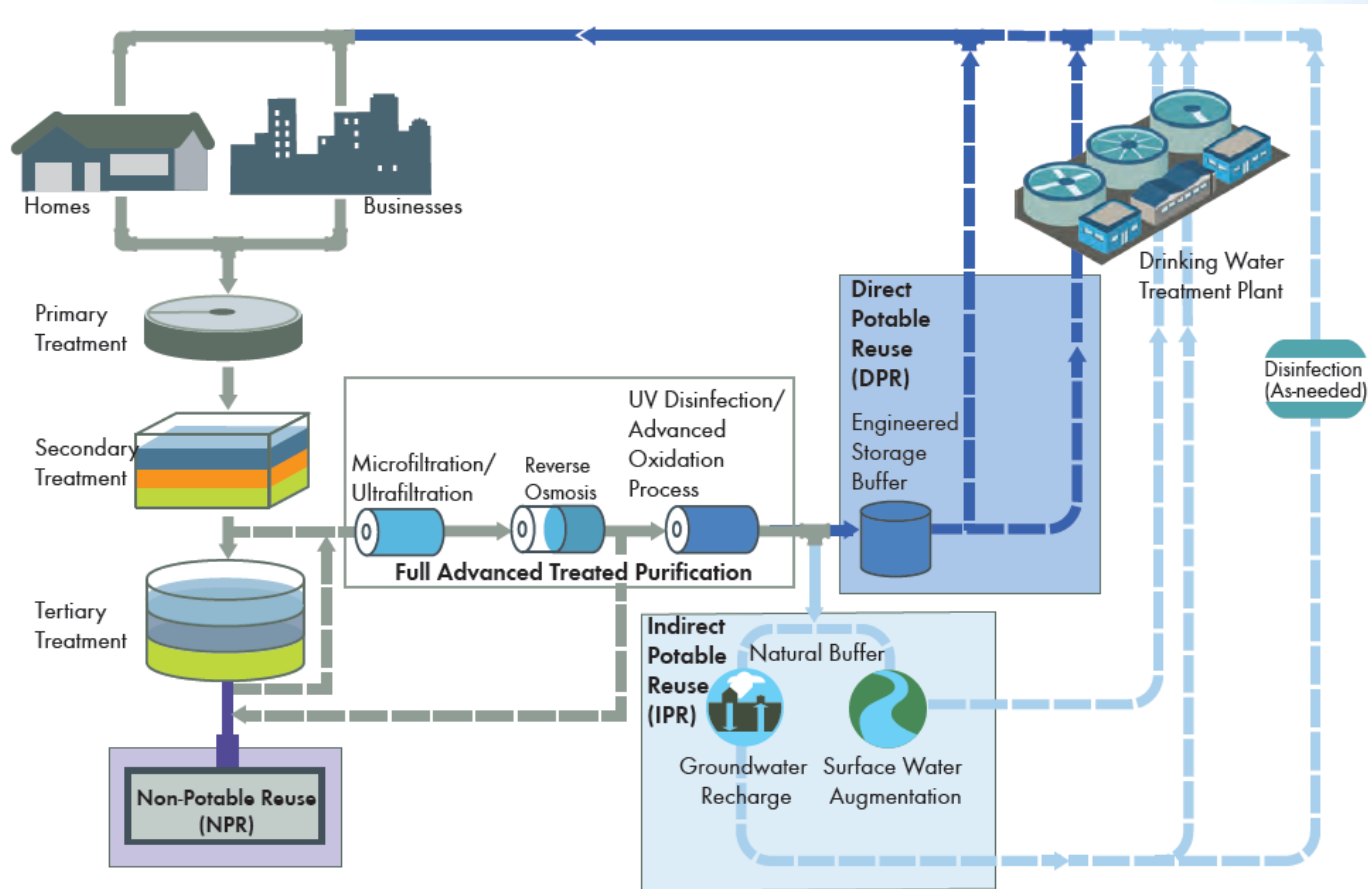 Homes
Businesses
Primary
Treatment
Secondary
Treatment
Tertiary
Treatment
Non-Potable Reuse
(NPR)
Microfiltration/
Ultrafiltration
Reverse
Osmosis
UV Disinfection/
Advanced
Oxidation
Process
Full Advanced Treated Purification
Direct
Potable
Reuse
(DPR)
Engineered
Storage
Buffer
Indirect
Potable
Reuse
(IPR)
Natural Buffer
Groundwater
Recharge
Surface Water
Augmentation
Drinking Water
Treatment Plant
Disinfection
(As-needed)